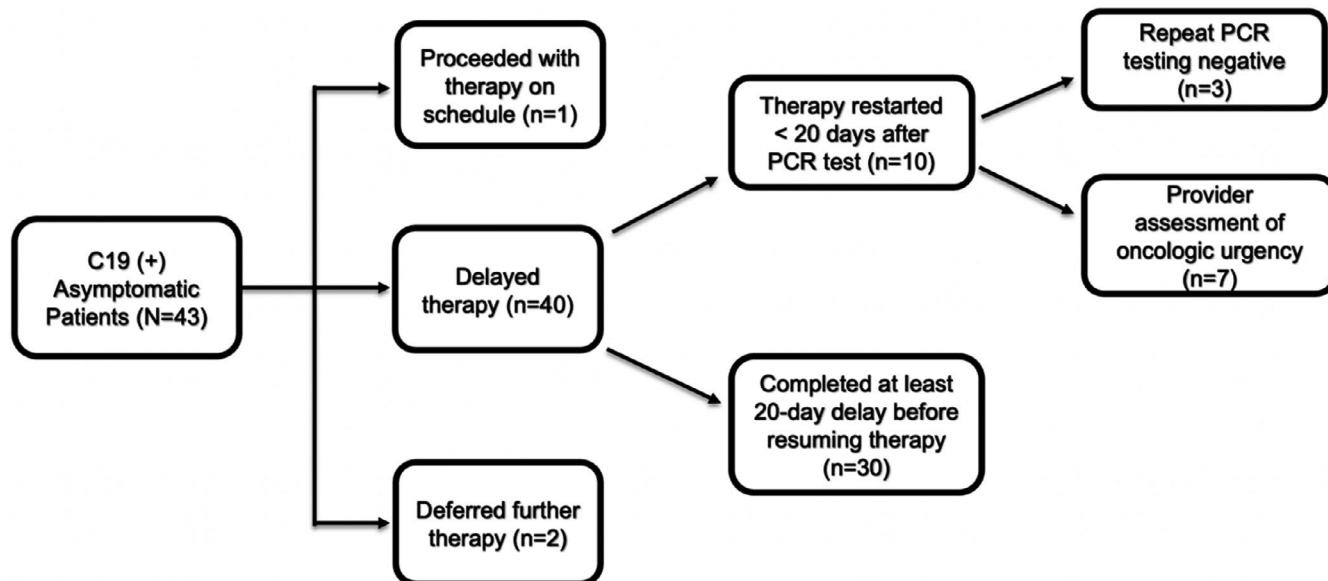 C19 (+)
Asymptomatic
Patients (N=43)
Proceeded with
therapy on
schedule (n=1)
Delayed
therapy (n=40)
Deferred further
therapy (n=2)
Therapy restarted
< 20 days after
PCR test (n=10)
Completed at least
20-day delay before
resuming therapy
(n=30)
Repeat PCR
testing negative
(n=3)
Provider
assessment of
oncologic urgency
(n=7)